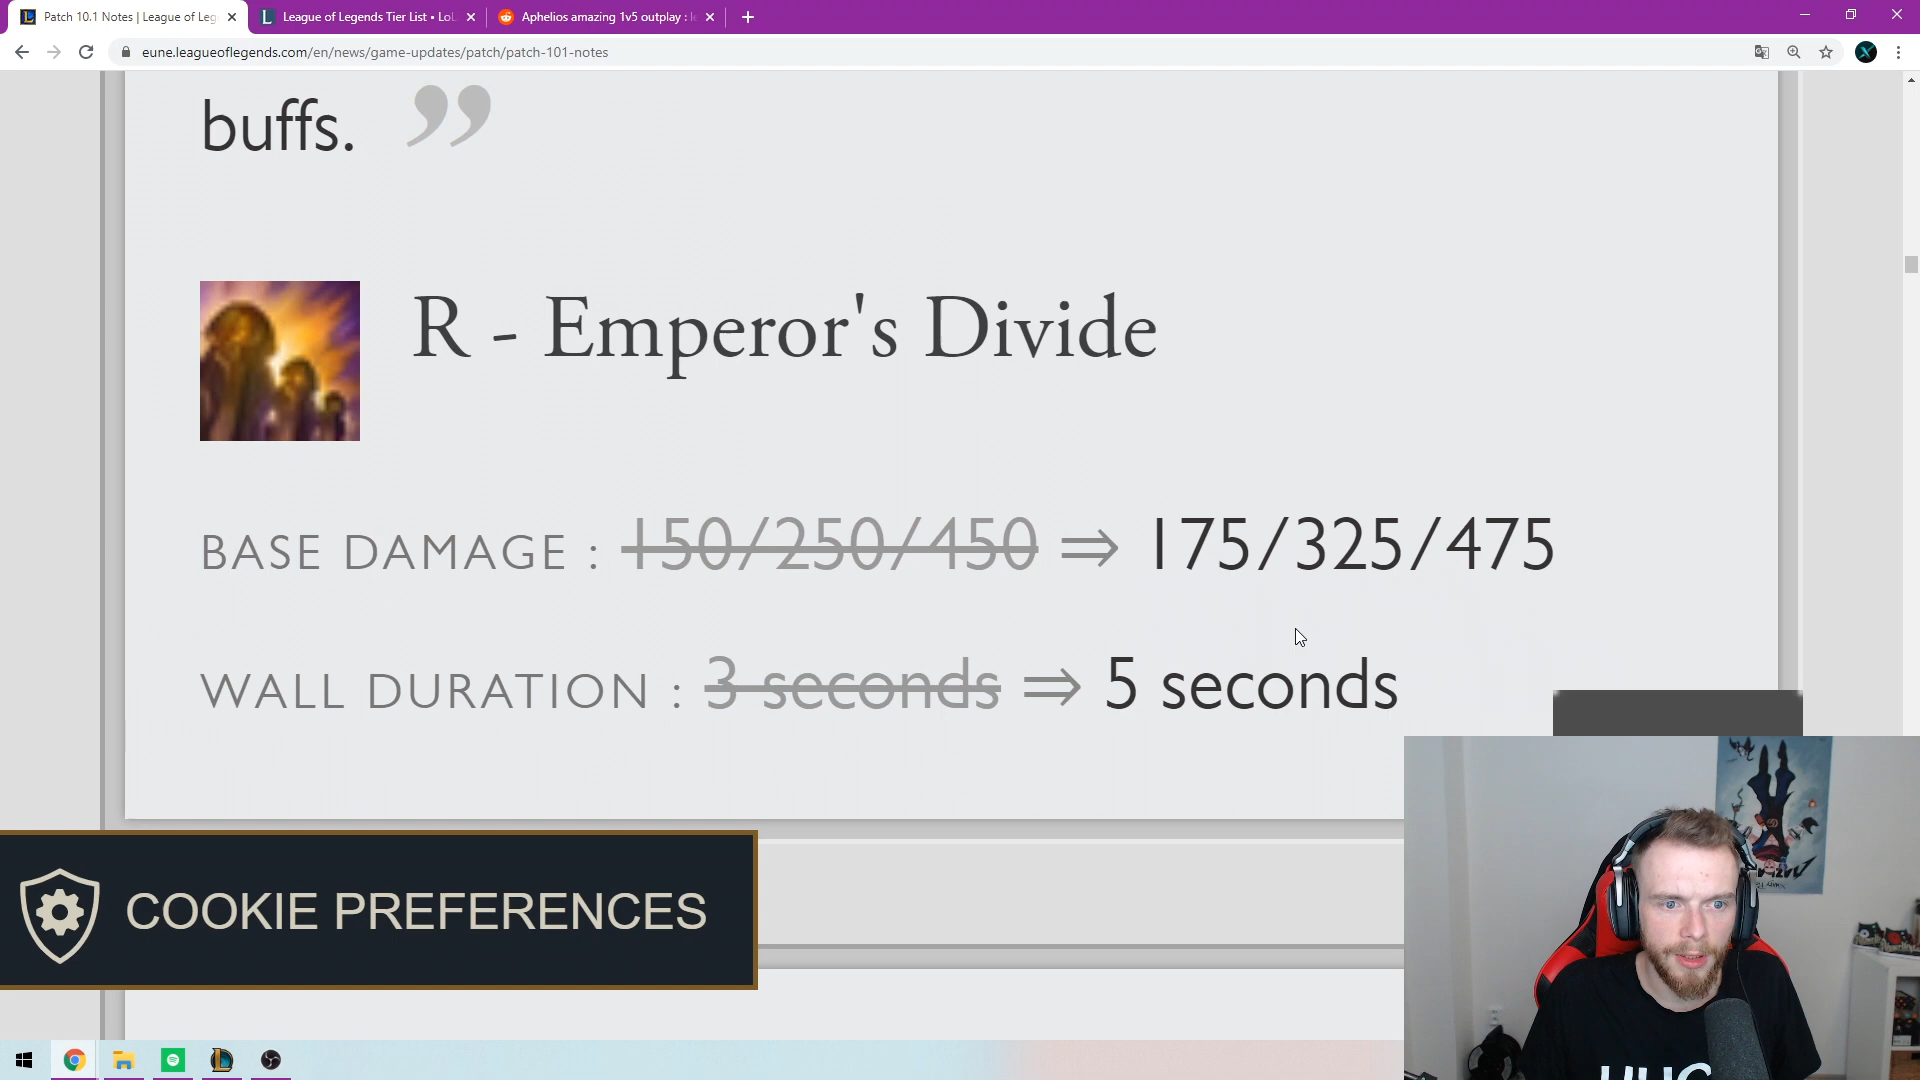 Patch 10.1 Notes | League of Leg
League of Legends Tier List • LoL
Aphelios amazing 1v5 outplay : le
eune.leagueoflegends.com/en/news/game-updates/patch/patch-101-notes
buffs. ”
R - Emperor's Divide
BASE DAMAGE : 150/250/450 ⇒ 175/325/475
WALL DURATION : 3 seconds ⇒ 5 seconds
COOKIE PREFERENCES